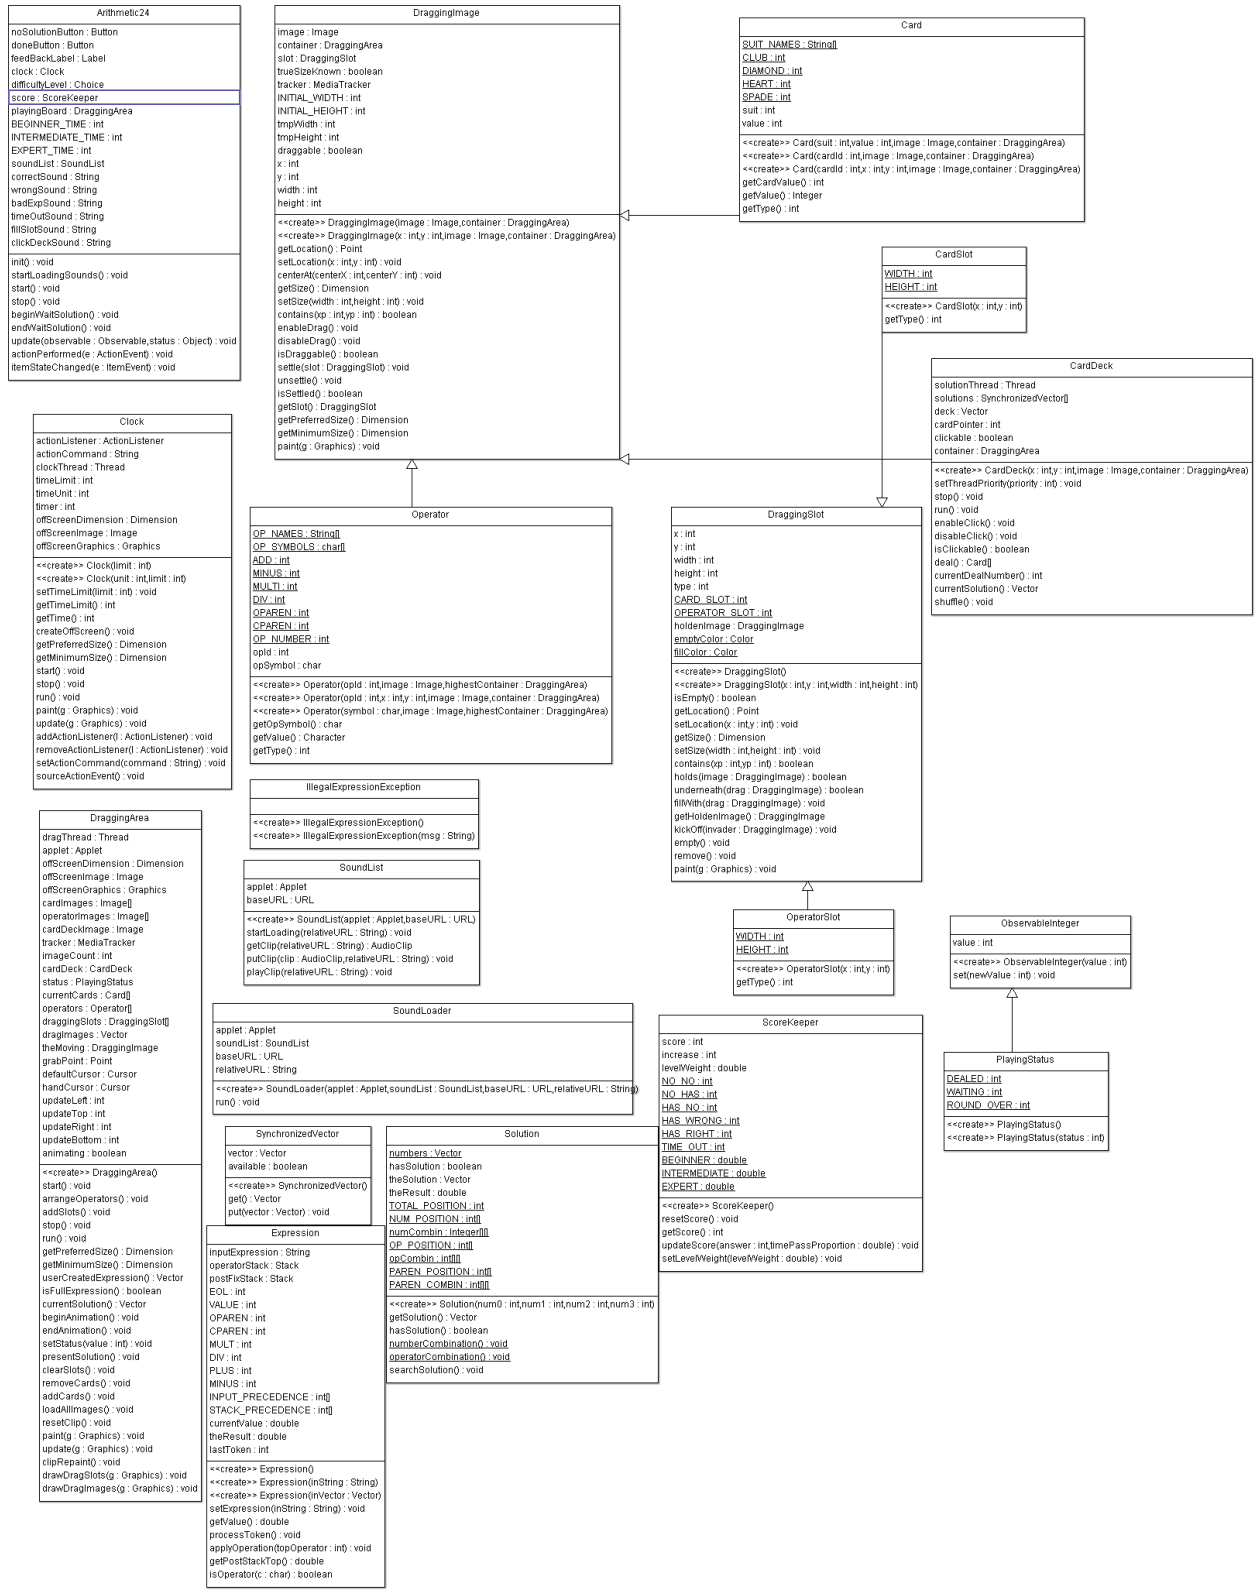 Arithmetic24
noSolutionButton : Button
doneButton : Button
feedBackLabel : Label
clock : Clock
difficultyLevel : Choice
score : ScoreKeeper
playingBoard : DraggingArea
BEGINNER_TIME : int
INTERMEDIATE_TIME : int
EXPERT_TIME : int
soundList : SoundList
correctSound : String
wrongSound : String
badExpSound : String
timeOutSound : String
fillSlotSound : String
clickDeckSound : String
init() : void
startLoadingSounds() : void
start() : void
stop() : void
beginWaitSolution() : void
endWaitSolution() : void
update(observable : Observable,status : Object) : void
actionPerformed(e : ActionEvent) : void
itemStateChanged(e : ItemEvent) : void
DraggingImage
image : Image
container : DraggingArea
slot : DraggingSlot
trueSizeKnown : boolean
tracker : MediaTracker
INITIAL_WIDTH : int
INITIAL_HEIGHT : int
tmpWidth : int
tmpHeight : int
draggable : boolean
x : int
y : int
width : int
height : int
<<create>> DraggingImage(image : Image,container : DraggingArea)
<<create>> DraggingImage(x : int,y : int,image : Image,container : DraggingArea)
getLocation() : Point
setLocation(x : int,y : int) : void
centerAt(centerX : int,centerY : int) : void
getSize() : Dimension
setSize(width : int,height : int) : void
contains(xp : int,yp : int) : boolean
enableDrag() : void
disableDrag() : void
isDraggable() : boolean
settle(slot : DraggingSlot) : void
unsettle() : void
isSettled() : boolean
getSlot() : DraggingSlot
getPreferredSize() : Dimension
getMinimumSize() : Dimension
paint(g : Graphics) : void
Card
SUIT_NAMES : String[]
CLUB : int
DIAMOND : int
HEART : int
SPADE : int
suit : int
value : int
<<create>> Card(suit : int,value : int,image : Image,container : DraggingArea)
<<create>> Card(cardId : int,image : Image,container : DraggingArea)
<<create>> Card(cardId : int,x : int,y : int,image : Image,container : DraggingArea)
getCardValue() : int
getValue() : Integer
getType() : int
CardSlot
WIDTH : int
HEIGHT : int
<<create>> CardSlot(x : int,y : int)
getType() : int
CardDeck
solutionThread : Thread
solutions : SynchronizedVector[]
deck : Vector
cardPointer : int
clickable : boolean
container : DraggingArea
<<create>> CardDeck(x : int,y : int,image : Image,container : DraggingArea)
setThreadPriority(priority : int) : void
stop() : void
run() : void
enableClick() : void
disableClick() : void
isClickable() : boolean
deal() : Card[]
currentDealNumber() : int
currentSolution() : Vector
shuffle() : void
Clock
actionListener : ActionListener
actionCommand : String
clockThread : Thread
timeLimit : int
timeUnit : int
timer : int
offScreenDimension : Dimension
offScreenImage : Image
offScreenGraphics : Graphics
<<create>> Clock(limit : int)
<<create>> Clock(unit : int,limit : int)
setTimeLimit(limit : int) : void
getTimeLimit() : int
getTime() : int
createOffScreen() : void
getPreferredSize() : Dimension
getMinimumSize() : Dimension
start() : void
stop() : void
run() : void
paint(g : Graphics) : void
update(g : Graphics) : void
addActionListener(l : ActionListener) : void
removeActionListener(l : ActionListener) : void
setActionCommand(command : String) : void
sourceActionEvent() : void
Operator
OP_NAMES : String[]
OP_SYMBOLS : char[]
ADD : int
MINUS : int
MULTI : int
DIV : int
OPAREN : int
CPAREN : int
OP_NUMBER : int
opId : int
opSymbol : char
<<create>> Operator(opId : int,image : Image,highestContainer : DraggingArea)
<<create>> Operator(opId : int,x : int,y : int,image : Image,container : DraggingArea)
<<create>> Operator(symbol : char,image : Image,highestContainer : DraggingArea)
getOpSymbol() : char
getValue() : Character
getType() : int
DraggingSlot
x : int
y : int
width : int
height : int
type : int
CARD_SLOT : int
OPERATOR_SLOT : int
holdenImage : DraggingImage
emptyColor : Color
fillColor : Color
<<create>> DraggingSlot()
<<create>> DraggingSlot(x : int,y : int,width : int,height : int)
isEmpty() : boolean
getLocation() : Point
setLocation(x : int,y : int) : void
getSize() : Dimension
setSize(width : int,height : int) : void
contains(xp : int,yp : int) : boolean
holds(image : DraggingImage) : boolean
underneath(drag : DraggingImage) : boolean
fillWith(drag : DraggingImage) : void
getHoldenImage() : DraggingImage
kickOff(invader : DraggingImage) : void
empty() : void
remove() : void
paint(g : Graphics) : void
IllegalExpressionException
<<create>> IllegalExpressionException()
<<create>> IllegalExpressionException(msg : String)
DraggingArea
dragThread : Thread
applet : Applet
offScreenDimension : Dimension
offScreenImage : Image
offScreenGraphics : Graphics
cardImages : Image[]
operatorImages : Image[]
cardDeckImage : Image
tracker : MediaTracker
imageCount : int
cardDeck : CardDeck
status : PlayingStatus
currentCards : Card[]
operators : Operator[]
draggingSlots : DraggingSlot[]
dragImages : Vector
theMoving : DraggingImage
grabPoint : Point
defaultCursor : Cursor
handCursor : Cursor
updateLeft : int
updateTop : int
updateRight : int
updateBottom : int
animating : boolean
<<create>> DraggingArea()
start() : void
arrangeOperators() : void
addSlots() : void
stop() : void
run() : void
getPreferredSize() : Dimension
getMinimumSize() : Dimension
userCreatedExpression() : Vector
isFullExpression() : boolean
currentSolution() : Vector
beginAnimation() : void
endAnimation() : void
setStatus(value : int) : void
presentSolution() : void
clearSlots() : void
removeCards() : void
addCards() : void
loadAllImages() : void
resetClip() : void
paint(g : Graphics) : void
update(g : Graphics) : void
clipRepaint() : void
drawDragSlots(g : Graphics) : void
drawDragImages(g : Graphics) : void
SoundList
applet : Applet
baseURL : URL
<<create>> SoundList(applet : Applet,baseURL : URL)
startLoading(relativeURL : String) : void
getClip(relativeURL : String) : AudioClip
putClip(clip : AudioClip,relativeURL : String) : void
playClip(relativeURL : String) : void
OperatorSlot
WIDTH : int
HEIGHT : int
<<create>> OperatorSlot(x : int,y : int)
getType() : int
ObservableInteger
value : int
<<create>> ObservableInteger(value : int)
set(newValue : int) : void
SoundLoader
applet : Applet
soundList : SoundList
baseURL : URL
relativeURL : String
<<create>> SoundLoader(applet : Applet,soundList : SoundList,baseURL : URL,relativeURL : String)
run() : void
ScoreKeeper
score : int
increase : int
levelWeight : double
NO_NO : int
NO_HAS : int
HAS_NO : int
HAS_WRONG : int
HAS_RIGHT : int
TIME_OUT : int
BEGINNER : double
INTERMEDIATE : double
EXPERT : double
<<create>> ScoreKeeper()
resetScore() : void
getScore() : int
updateScore(answer : int,timePassProportion : double) : void
setLevelWeight(levelWeight : double) : void
PlayingStatus
DEALED : int
WAITING : int
ROUND_OVER : int
<<create>> PlayingStatus()
<<create>> PlayingStatus(status : int)
SynchronizedVector
vector : Vector
available : boolean
<<create>> SynchronizedVector()
get() : Vector
put(vector : Vector) : void
Solution
numbers : Vector
hasSolution : boolean
theSolution : Vector
theResult : double
TOTAL_POSITION : int
NUM_POSITION : int[]
numCombin : Integer[][]
OP_POSITION : int[]
opCombin : int[][]
PAREN_POSITION : int[]
PAREN_COMBIN : int[][]
<<create>> Solution(num0 : int,num1 : int,num2 : int,num3 : int)
getSolution() : Vector
hasSolution() : boolean
numberCombination() : void
operatorCombination() : void
searchSolution() : void
Expression
inputExpression : String
operatorStack : Stack
postFixStack : Stack
EOL : int
VALUE : int
OPAREN : int
CPAREN : int
MULT : int
DIV : int
PLUS : int
MINUS : int
INPUT_PRECEDENCE : int[]
STACK_PRECEDENCE : int[]
currentValue : double
theResult : double
lastToken : int
<<create>> Expression()
<<create>> Expression(inString : String)
<<create>> Expression(inVector : Vector)
setExpression(inString : String) : void
getValue() : double
processToken() : void
applyOperation(topOperator : int) : void
getPostStackTop() : double
isOperator(c : char) : boolean